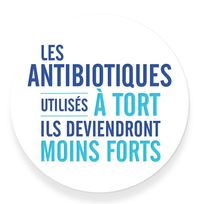 LES
ANTIBIOTIQUES
UTILISÉS À TORT
ILS DEVIENDRONT
MOINS FORTS